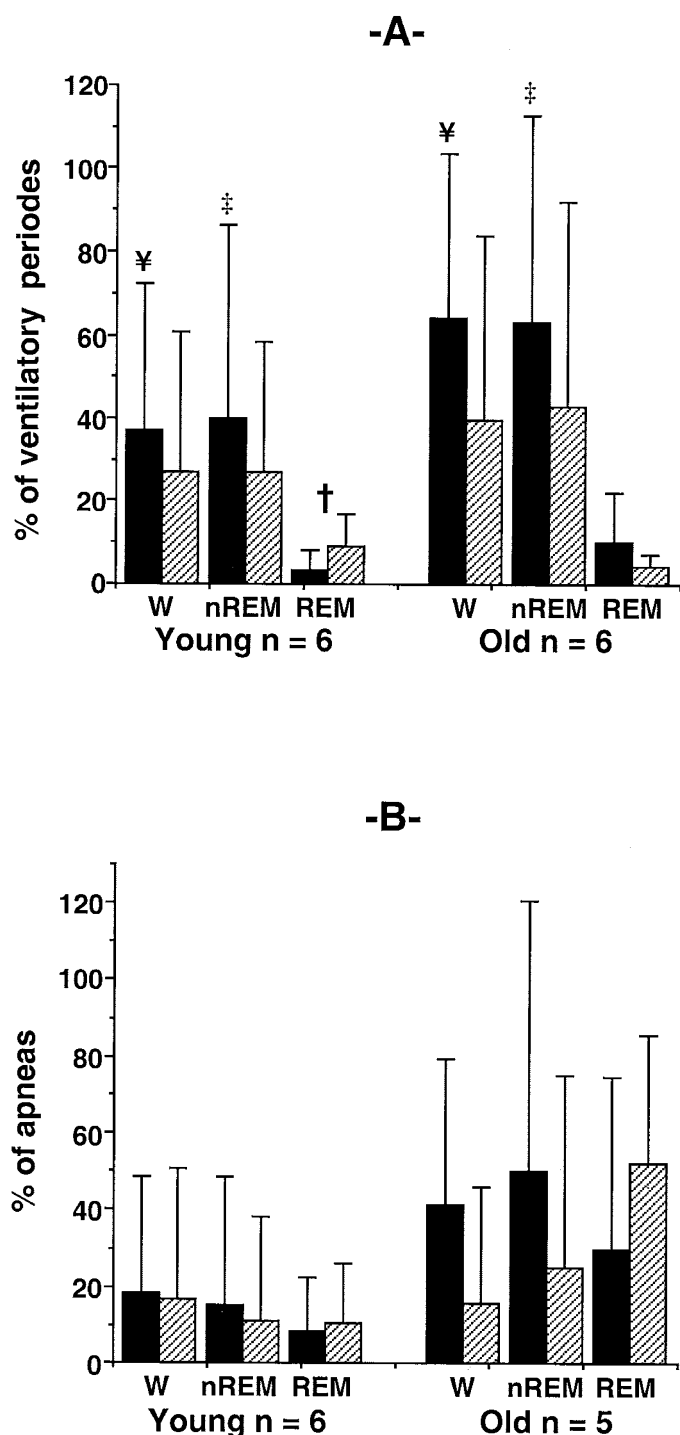 -A-
% of ventilatory periodes
120
100
80
60
40
20
0
¥
‡
†
¥
‡
W nREM REM W nREM REM
Young n = 6 Old n = 6
-B-
% of apneas
120
100
80
60
40
20
0
W nREM REM W nREM REM
Young n = 6 Old n = 5